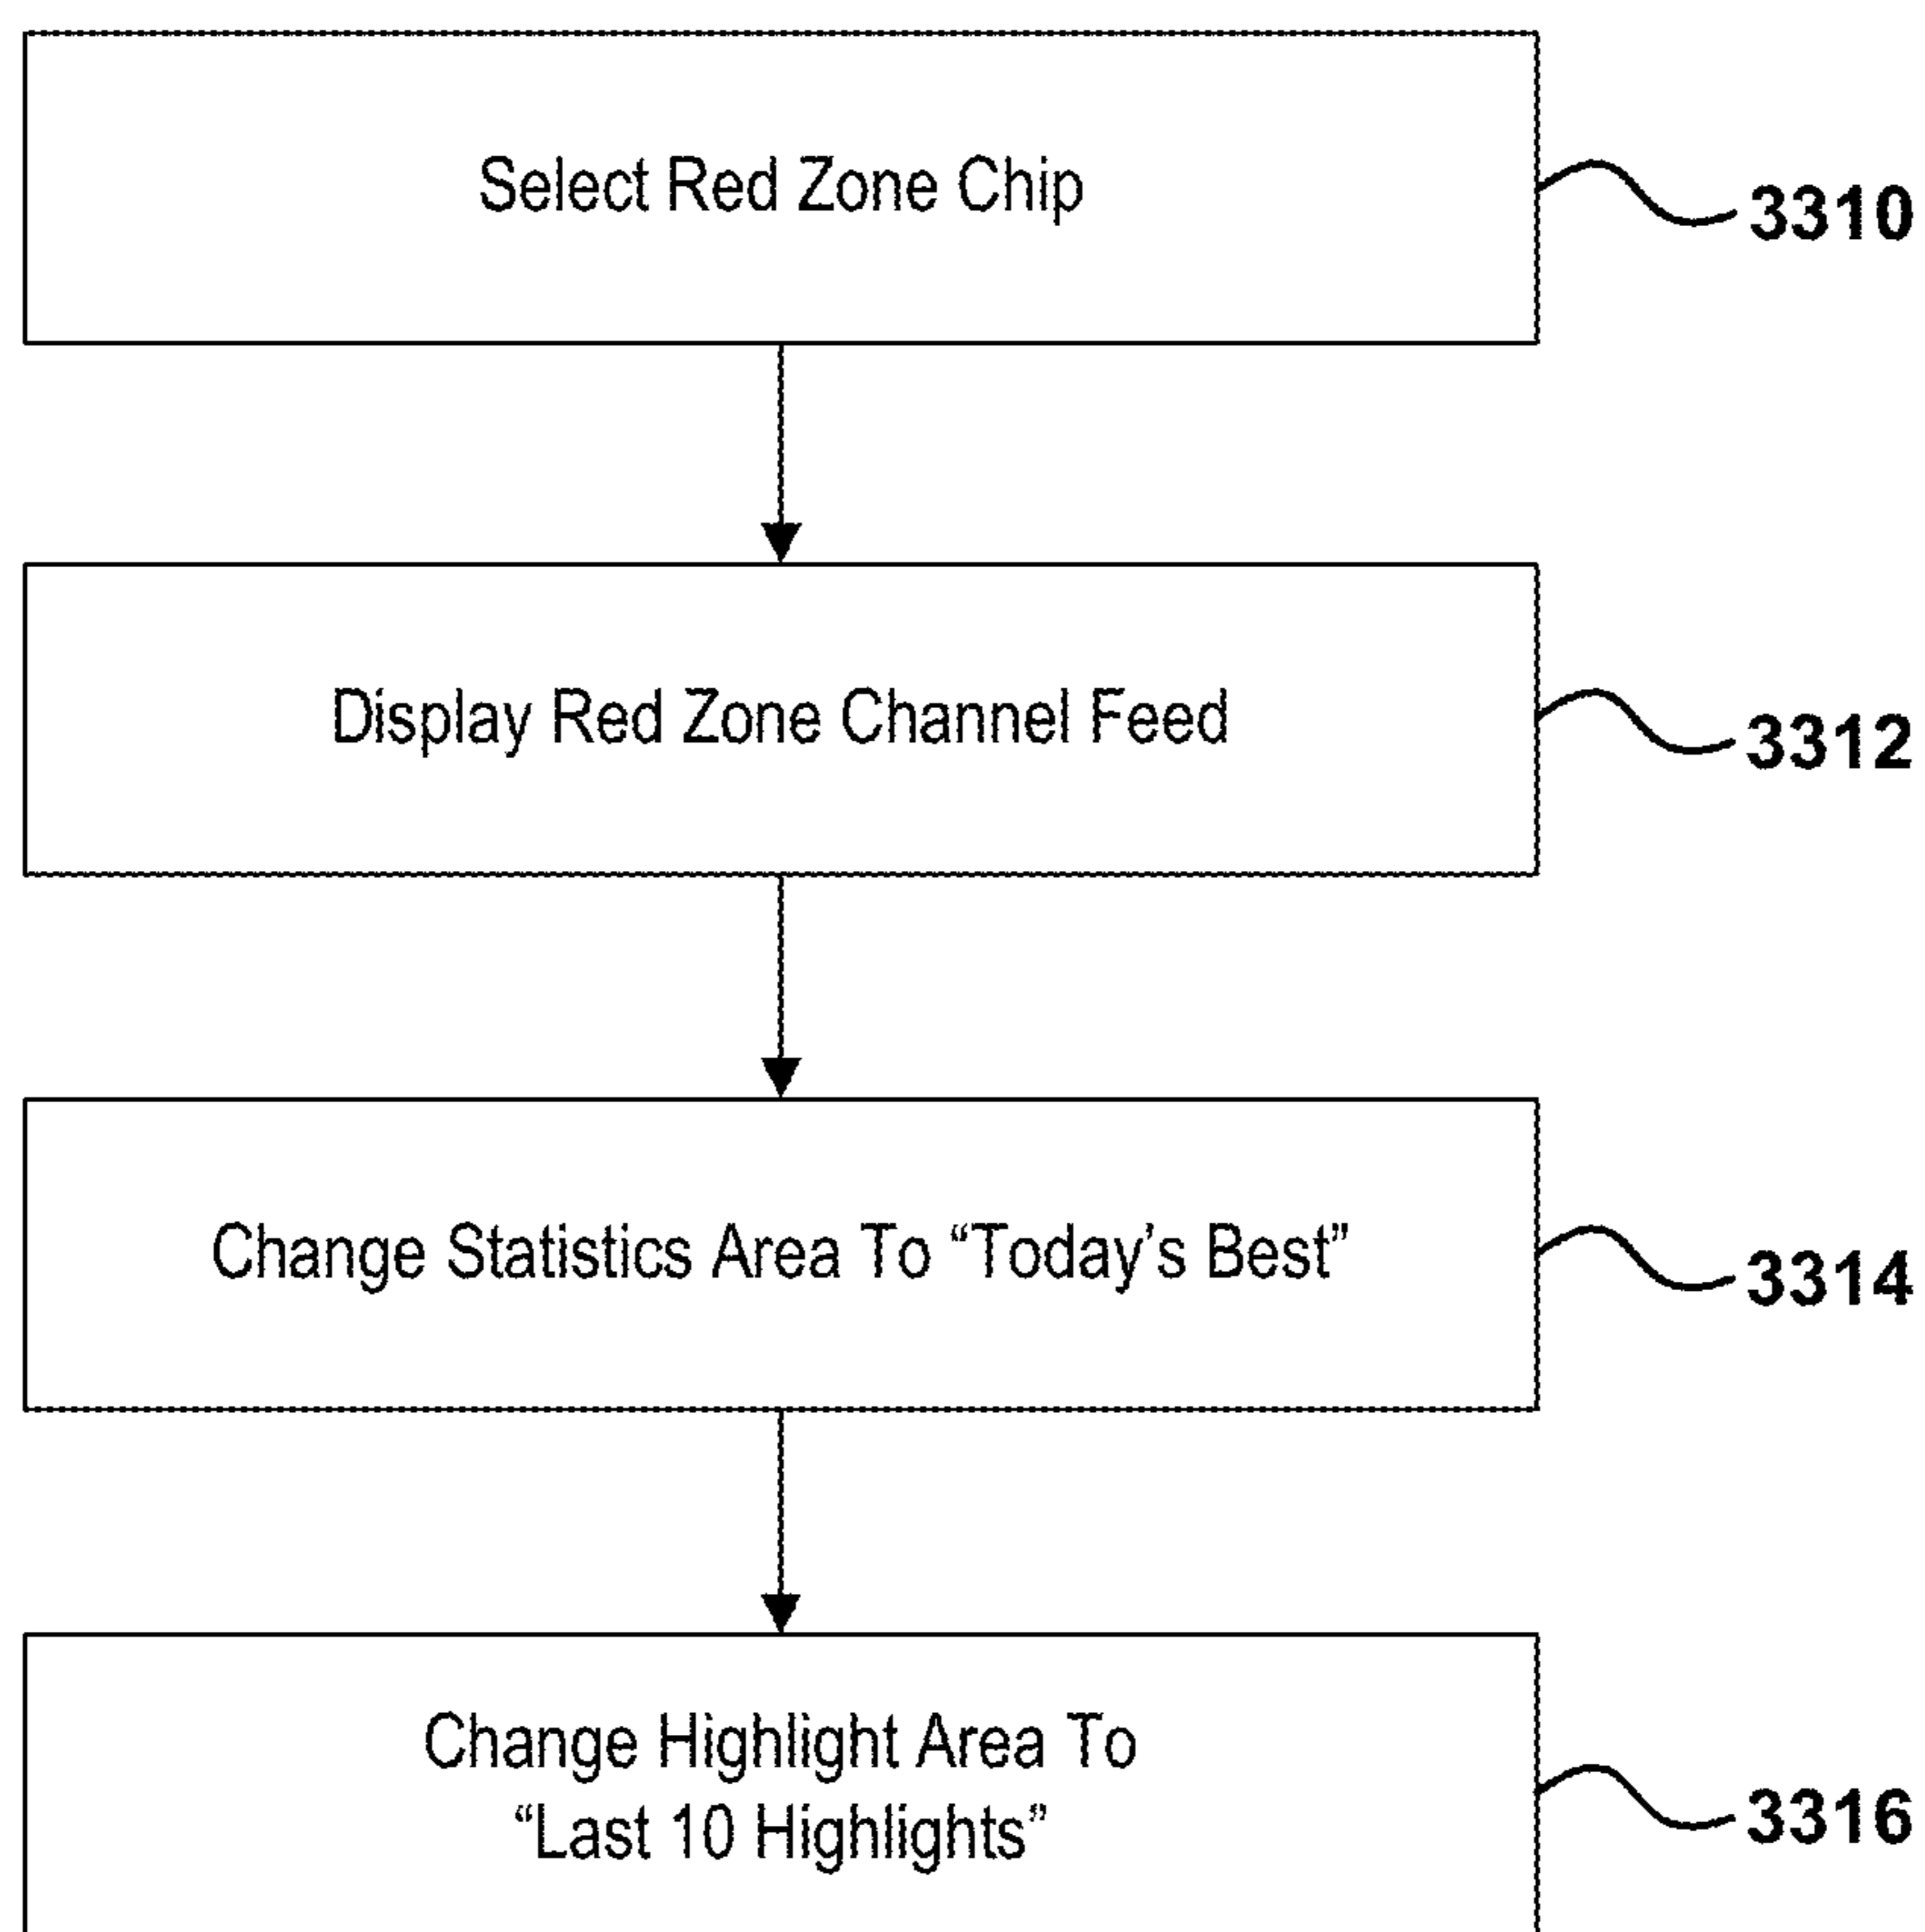 Select Red Zone Chip
3310
Display Red Zone Channel Feed
3312
Change Statistics Area To “Today’s Best”
3314
Change Highlight Area To
“Last 10 Highlights”
3316